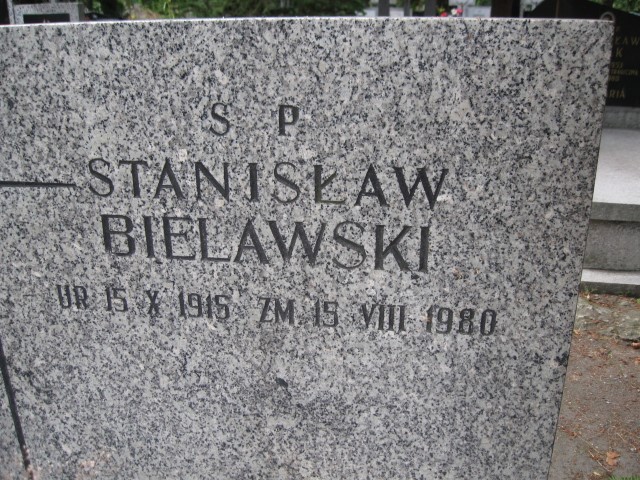 S P
STANISŁAW
BIELAWSKI
UR 15 X 1915 ZM. 15 VIII 1980